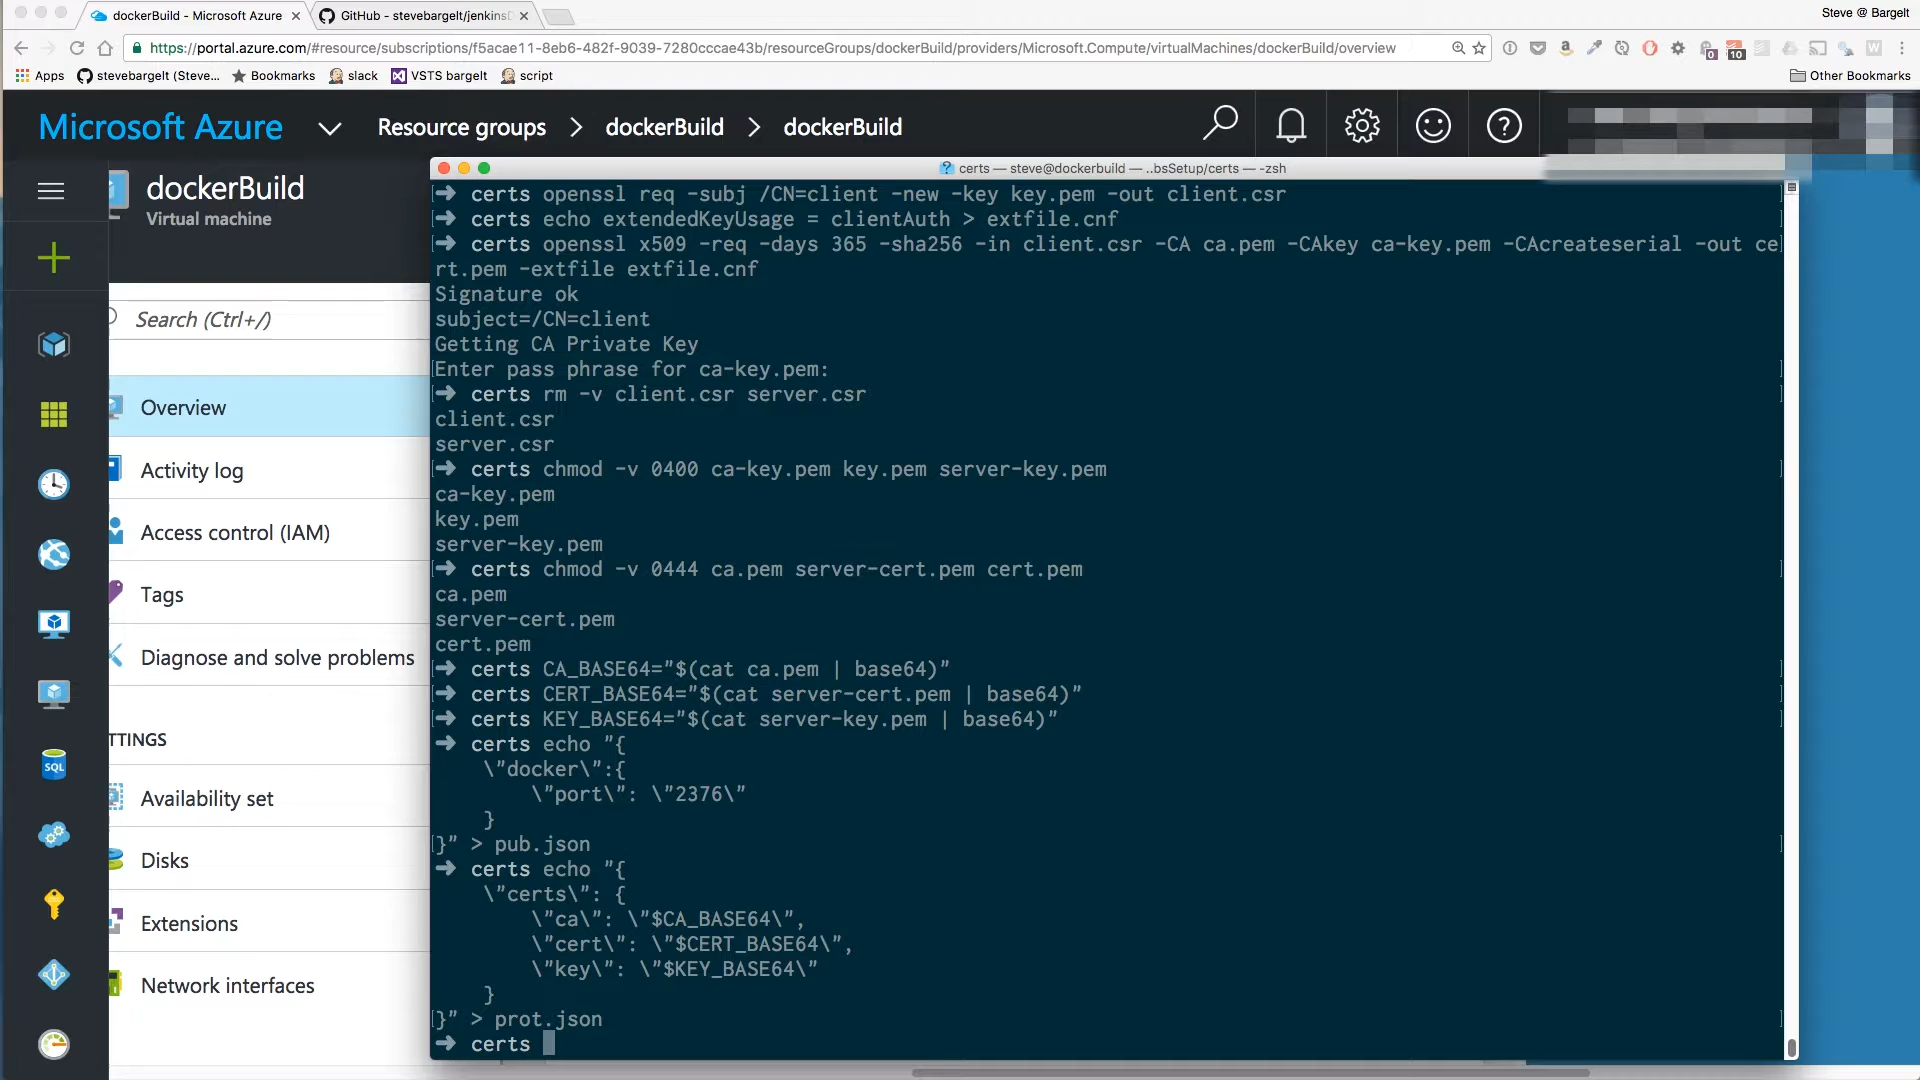 dockerBuild - Microsoft Azure
GitHub - stevebargelt/jenkinsD
Steve @ Bargelt
https://portal.azure.com/#resource/subscriptions/f5acae11-8eb6-482f-9039-7280cccae43b/resourceGroups/dockerBuild/providers/Microsoft.Compute/virtualMachines/dockerBuild/overview
0
10
Apps
stevebargelt (Steve...
Bookmarks
slack
VSTS bargelt
script
Other Bookmarks
Microsoft Azure
Resource groups > dockerBuild > dockerBuild
dockerBuild
Virtual machine
Search (Ctrl+/)
Overview
Activity log
Access control (IAM)
Tags
Diagnose and solve problems
TTINGS
Availability set
Disks
Extensions
Network interfaces
SQL
certs — steve@dockerbuild — ..bsSetup/certs — -zsh
➜ certs openssl req -subj /CN=client -new -key key.pem -out client.csr
➜ certs echo extendedKeyUsage = clientAuth > extfile.cnf
➜ certs openssl x509 -req -days 365 -sha256 -in client.csr -CA ca.pem -CAkey ca-key.pem -CAcreateserial -out ce
rt.pem -extfile extfile.cnf
Signature ok
subject=/CN=client
Getting CA Private Key
Enter pass phrase for ca-key.pem:
➜ certs rm -v client.csr server.csr
client.csr
server.csr
➜ certs chmod -v 0400 ca-key.pem key.pem server-key.pem
ca-key.pem
key.pem
server-key.pem
➜ certs chmod -v 0444 ca.pem server-cert.pem cert.pem
ca.pem
server-cert.pem
cert.pem
➜ certs CA_BASE64="$(cat ca.pem | base64)"
➜ certs CERT_BASE64="$(cat server-cert.pem | base64)"
➜ certs KEY_BASE64="$(cat server-key.pem | base64)"
➜ certs echo "{
\"docker\":{
\"port\": \"2376\"
}
}" > pub.json
➜ certs echo "{
\"certs\": {
\"ca\": \"$CA_BASE64\",
\"cert\": \"$CERT_BASE64\",
\"key\": \"$KEY_BASE64\"
}
}" > prot.json
➜ certs